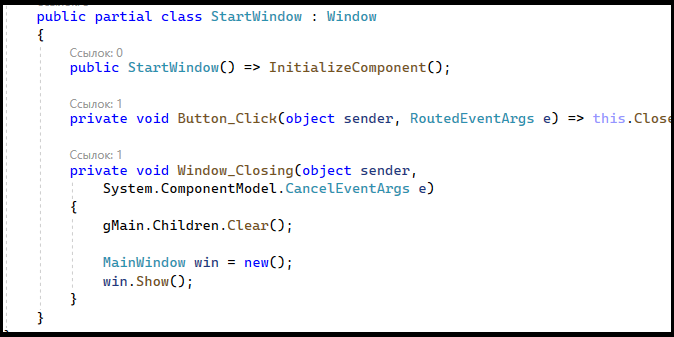 public partial class StartWindow : Window
{
Ссылок: 0
public StartWindow() => InitializeComponent();
Ссылок: 1
private void Button_Click(object sender, RoutedEventArgs e) => this.Close
Ссылок: 1
private void Window_Closing(object sender,
System.ComponentModel.CancelEventArgs e)
{
gMain.Children.Clear();
MainWindow win = new();
win.Show();
}
}